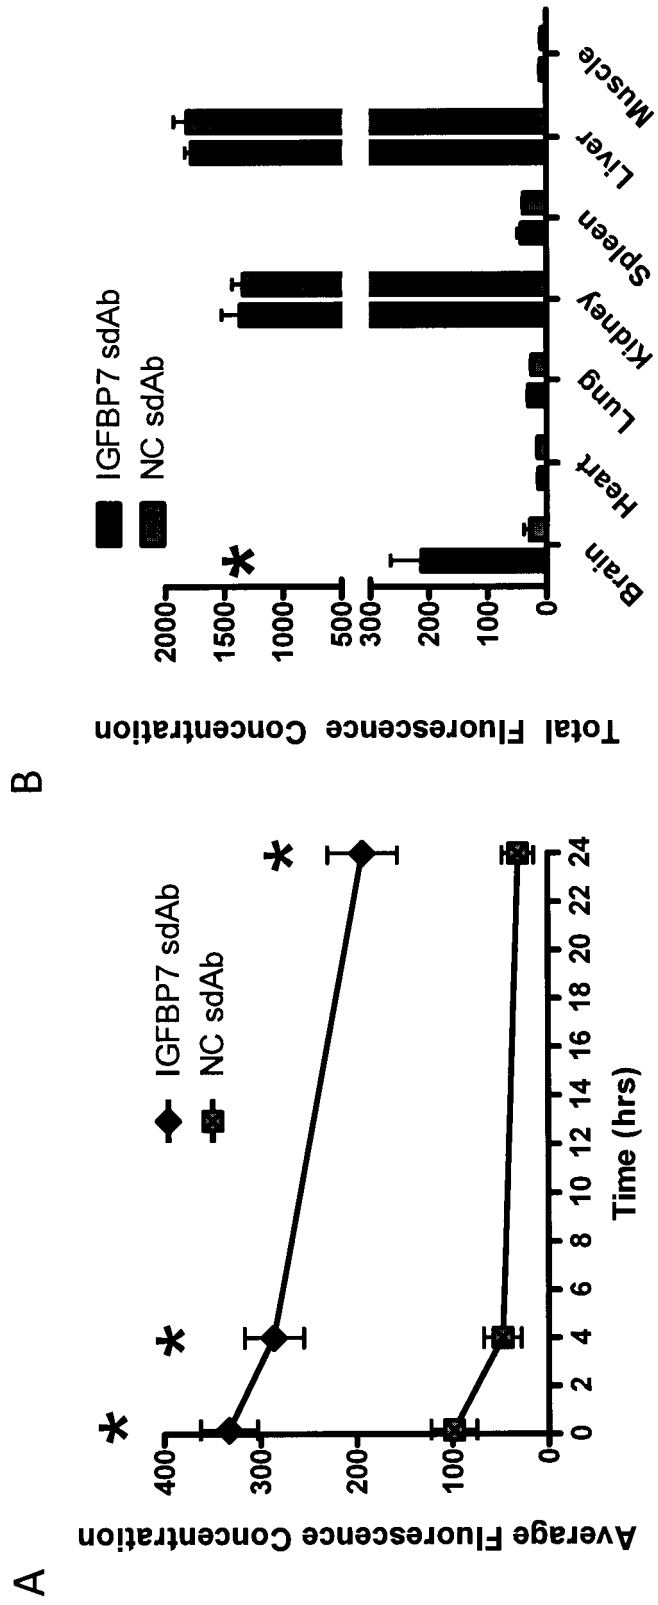 A
Average Fluorescence Concentration
400
300
200
100
0
0 2 4 6 8 10 12 14 16 18 20 22 24
Time (hrs)
IGFBP7 sdAb
NC sdAb
*
*
*
B
Total Fluorescence Concentration
2000
1500
1000
500
300
200
100
0
IGFBP7 sdAb
NC sdAb
*
Brain Heart Lung Kidney Spleen Liver Muscle